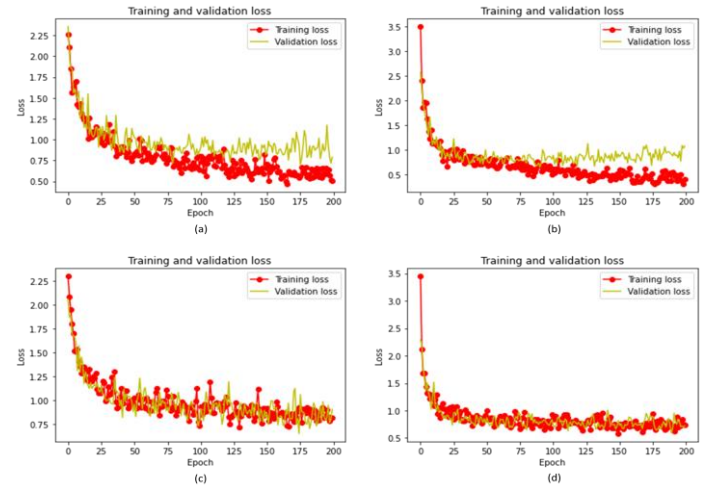 Training and validation loss
Training loss
Validation loss
2.25
2.00
1.75
1.50
1.25
1.00
0.75
0.50
Loss
0 25 50 75 100 125 150 175 200
Epoch
(a)
Training and validation loss
Training loss
Validation loss
3.5
3.0
2.5
2.0
1.5
1.0
0.5
Loss
0 25 50 75 100 125 150 175 200
Epoch
(b)
Training and validation loss
Training loss
Validation loss
2.25
2.00
1.75
1.50
1.25
1.00
0.75
Loss
0 25 50 75 100 125 150 175 200
Epoch
(c)
Training and validation loss
Training loss
Validation loss
3.5
3.0
2.5
2.0
1.5
1.0
0.5
Loss
0 25 50 75 100 125 150 175 200
Epoch
(d)